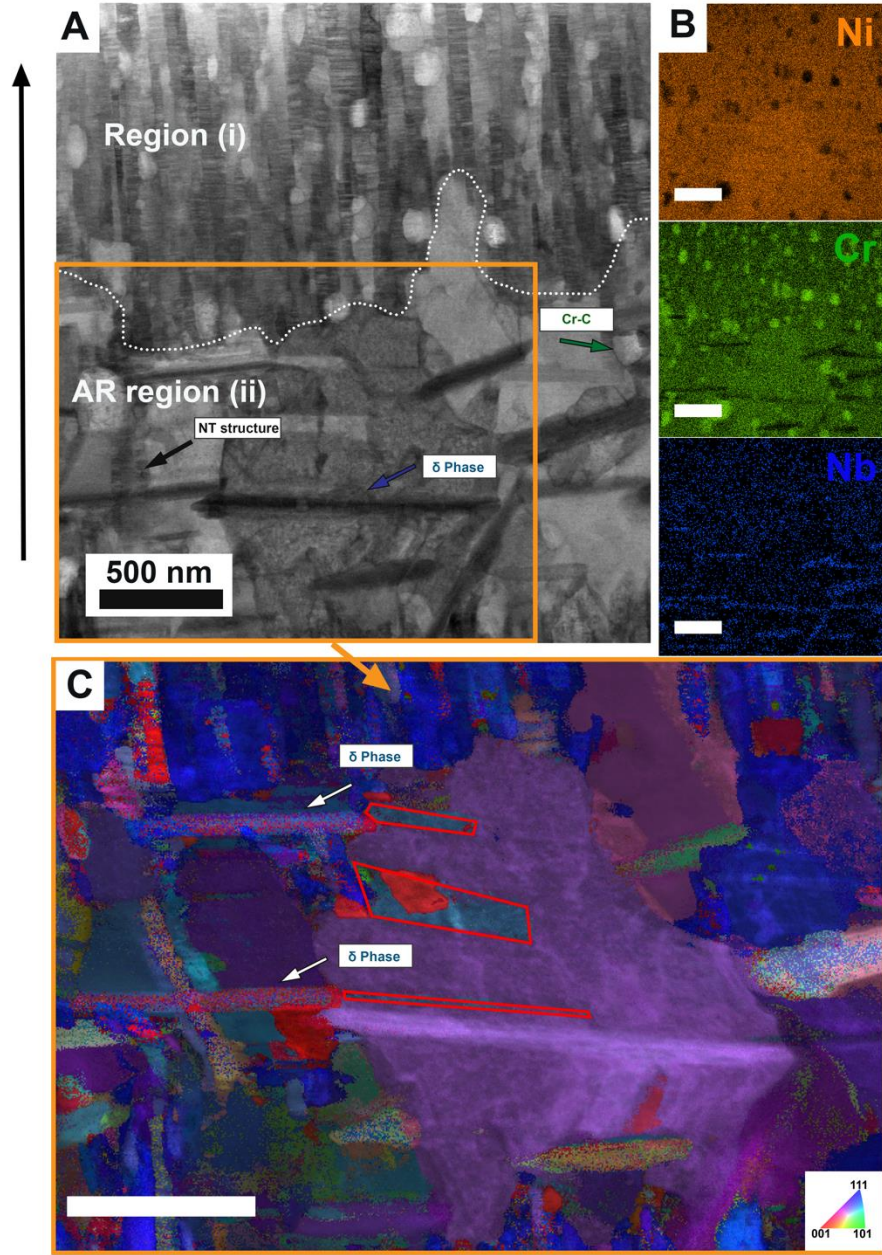 A
Region (i)
Cr-C
AR region (ii)
NT structure
δ Phase
500 nm
B
Ni
Cr
Nb
C
δ Phase
δ Phase
111
001
101